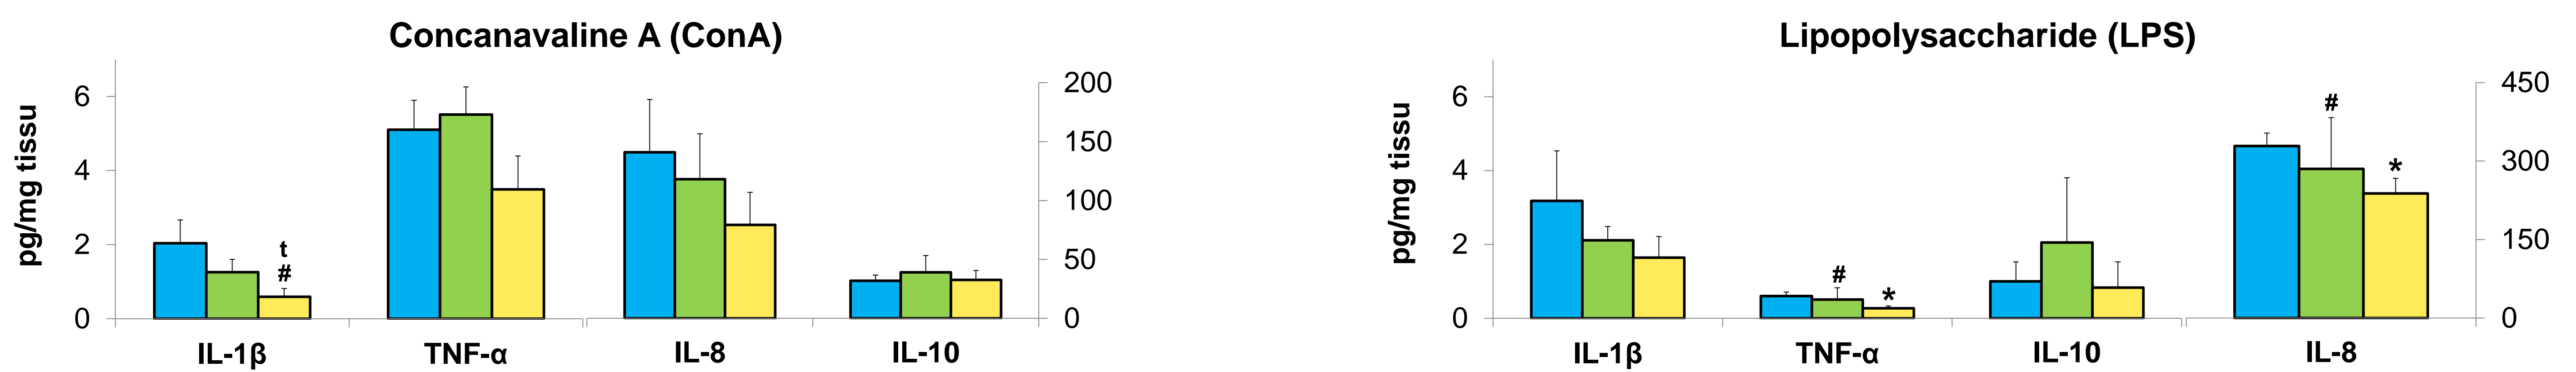 Concanavaline A (ConA)
pg/mg tissu
6
4
2
0
t
#
200
150
100
50
0
IL-1β
TNF-α
IL-8
IL-10
Lipopolysaccharide (LPS)
pg/mg tissu
6
4
2
0
#
*
#
*
450
300
150
0
IL-1β
TNF-α
IL-10
IL-8